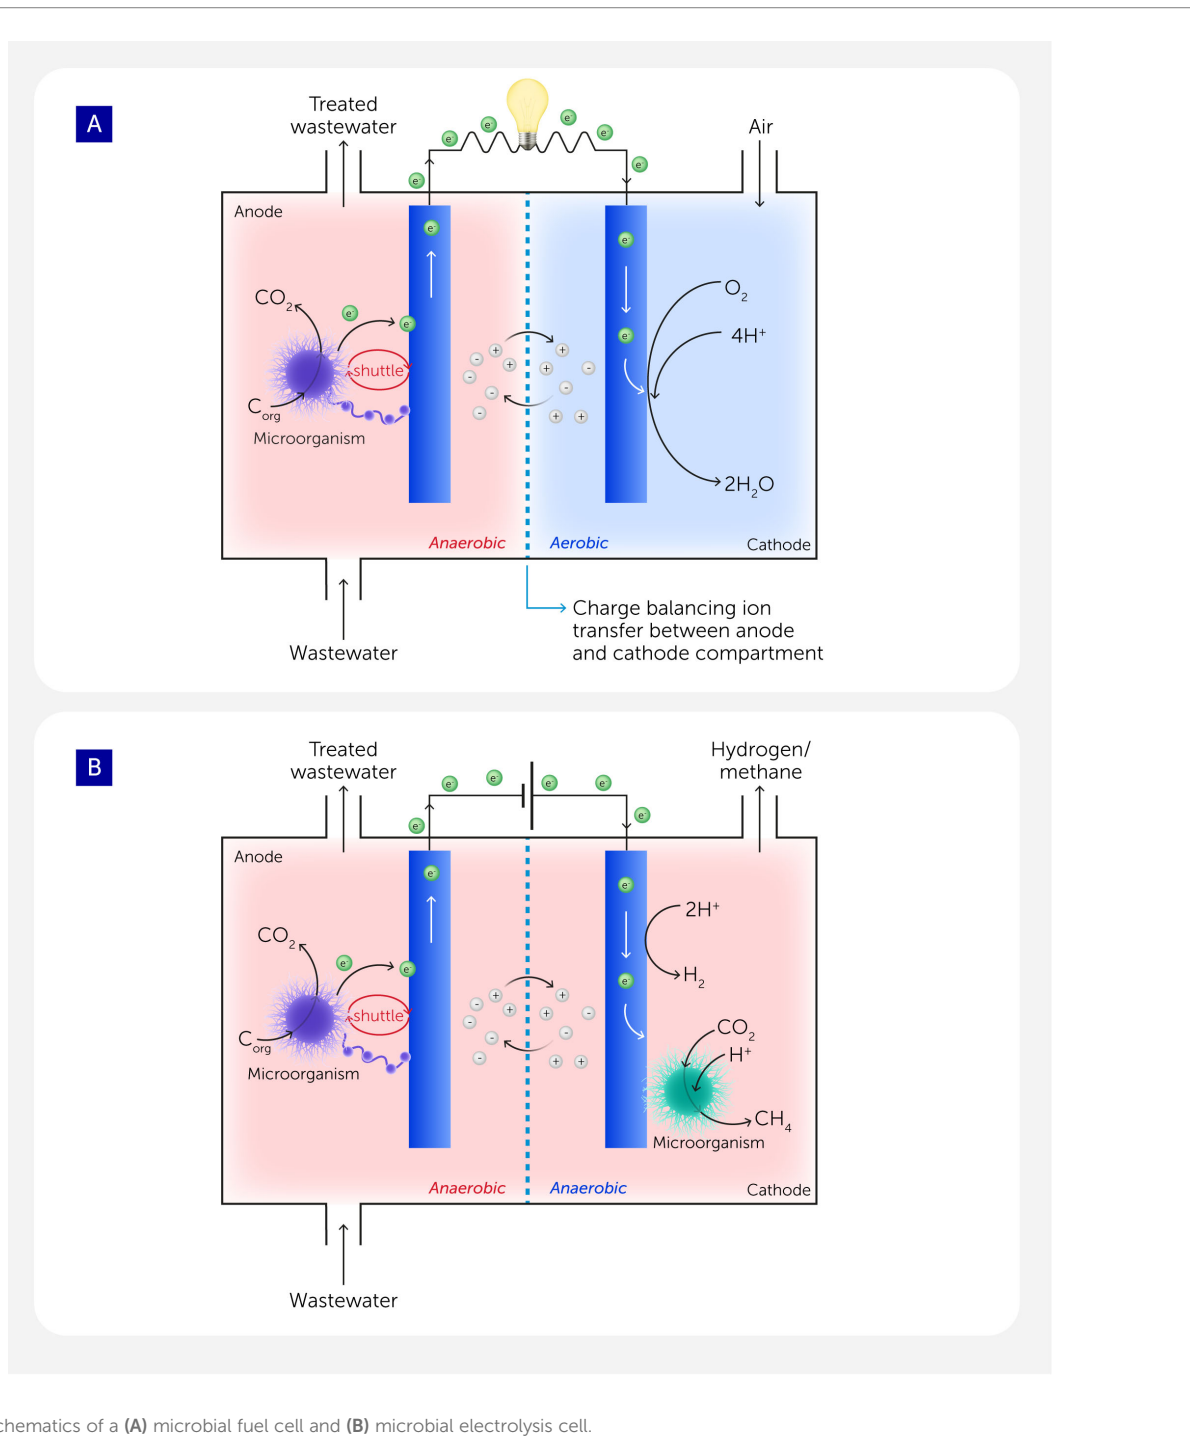 A
Treated
wastewater
Air
e-
e-
e-
e-
e-
e-
Anode
e-
e-
CO2
O2
e-
e-
e-
4H+
shuttle
Corg
Microorganism
2H2O
Anaerobic
Aerobic
Cathode
Charge balancing ion
transfer between anode
and cathode compartment
Wastewater
B
Treated
wastewater
Hydrogen/
methane
e-
e-
e-
e-
e-
e-
Anode
e-
e-
2H+
CO2
e-
e-
e-
H2
shuttle
Corg
CO2
H+
Microorganism
CH4
Microorganism
Anaerobic
Anaerobic
Cathode
Wastewater
chematics of a (A) microbial fuel cell and (B) microbial electrolysis cell.